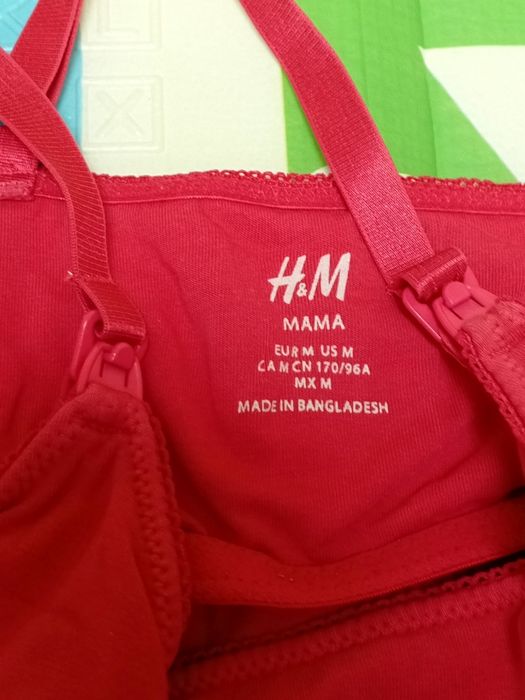 H&M
MAMA
EUR M US M
CA M CN 170/96A
MX M
MADE IN BANGLADESH